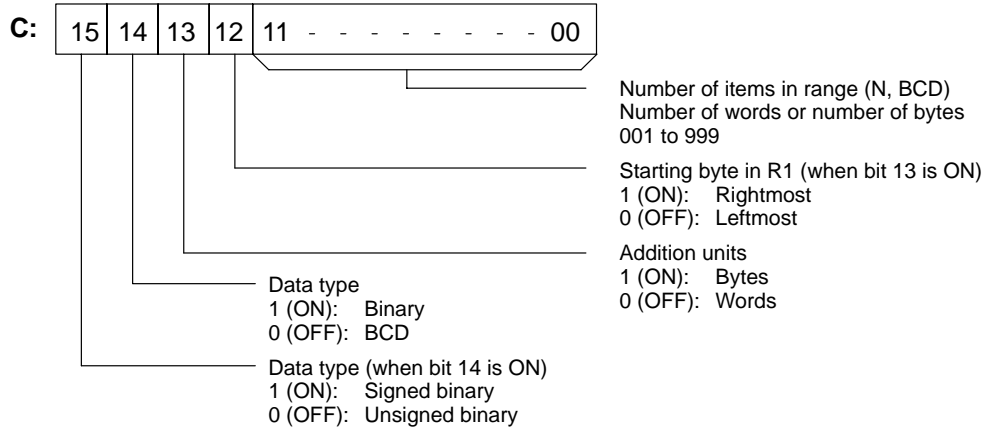 C: 15 14 13 12 11 - - - - - - - - 00
Number of items in range (N, BCD)
Number of words or number of bytes
001 to 999
Starting byte in R1 (when bit 13 is ON)
1 (ON): Rightmost
0 (OFF): Leftmost
Addition units
1 (ON): Bytes
0 (OFF): Words
Data type
1 (ON): Binary
0 (OFF): BCD
Data type (when bit 14 is ON)
1 (ON): Signed binary
0 (OFF): Unsigned binary